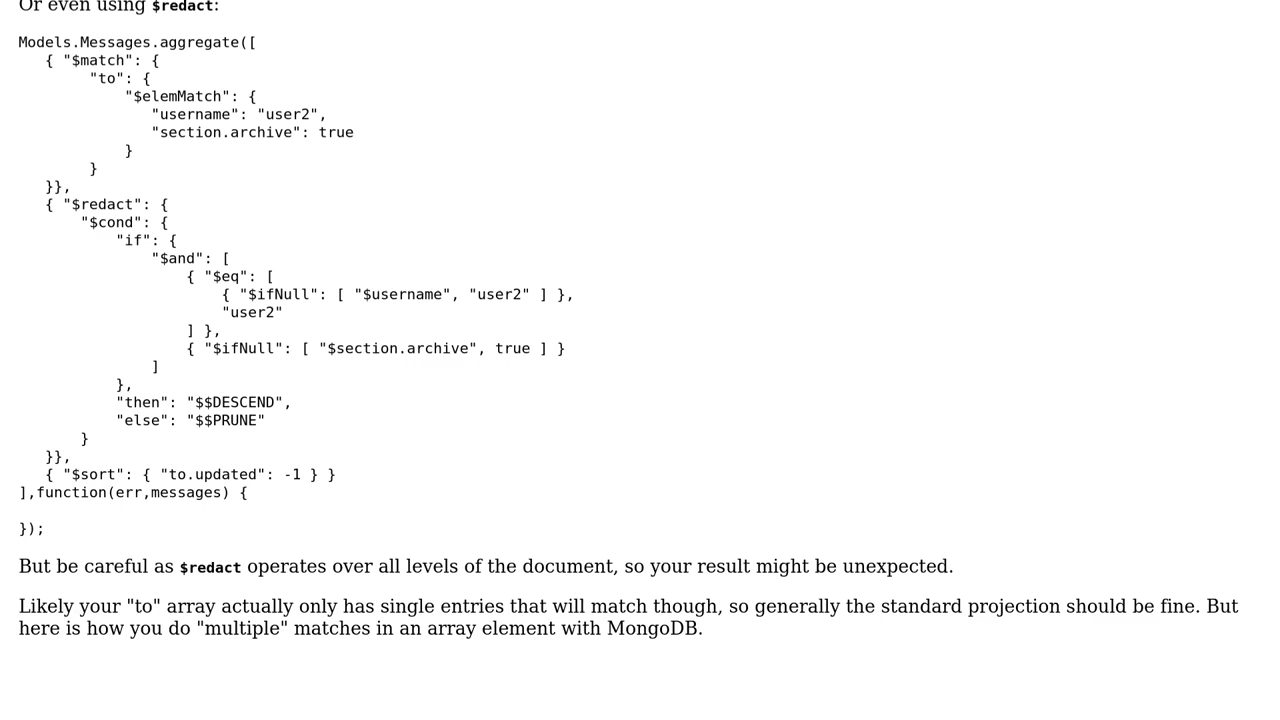 Or even using $redact:
Models.Messages.aggregate([
   { "$match": {
        "to": {
            "$elemMatch": {
               "username": "user2",
               "section.archive": true
            }
        }
   }},
   { "$redact": {
       "$cond": {
           "if": {
               "$and": [
                   { "$eq": [
                       { "$ifNull": [ "$username", "user2" ] },
                       "user2"
                   ] },
                   { "$ifNull": [ "$section.archive", true ] }
               ]
           },
           "then": "$$DESCEND",
           "else": "$$PRUNE"
       }
   }},
   { "$sort": { "to.updated": -1 } }
],function(err,messages) {
});
But be careful as $redact operates over all levels of the document, so your result might be unexpected.
Likely your "to" array actually only has single entries that will match though, so generally the standard projection should be fine. But
here is how you do "multiple" matches in an array element with MongoDB.